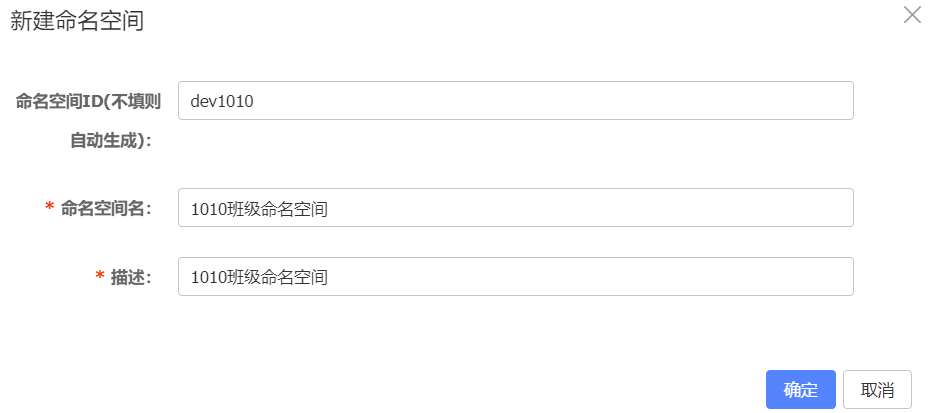 新建命名空间
命名空间ID(不填则
自动生成)：
dev1010
* 命名空间名：
1010班级命名空间
* 描述：
1010班级命名空间
确定
取消